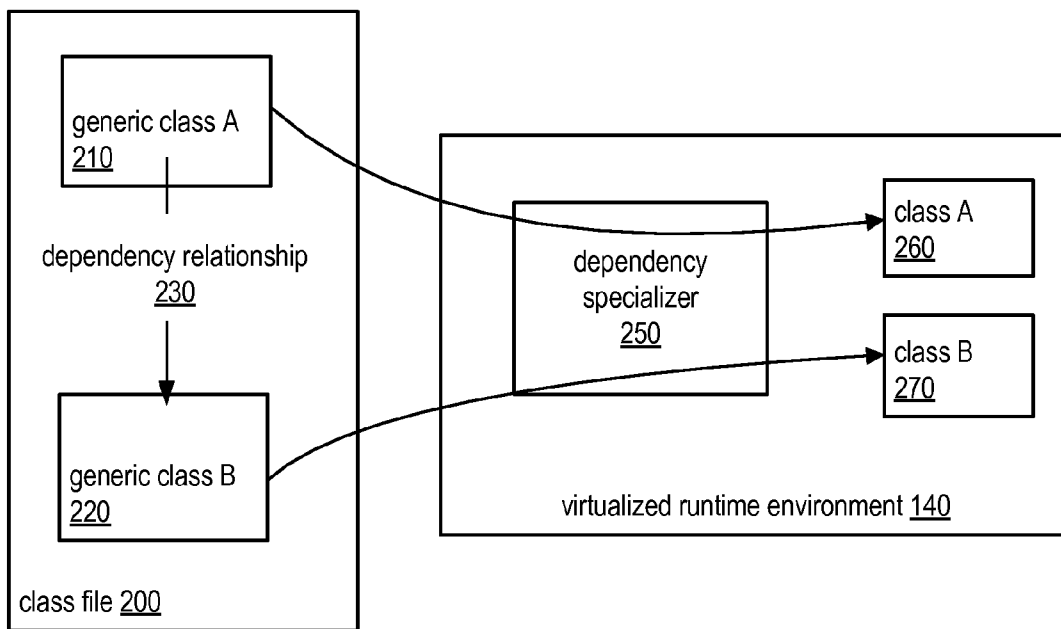 generic class A
210
dependency relationship
230
generic class B
220
class file 200
dependency
specializer
250
class A
260
class B
270
virtualized runtime environment 140